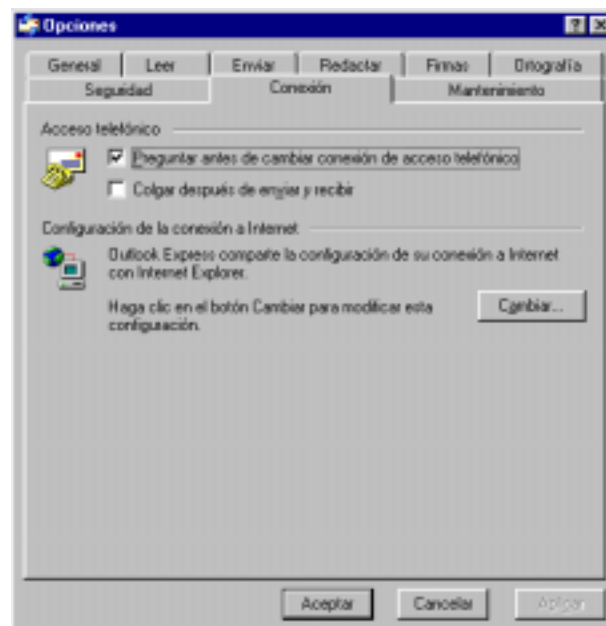 Opciones
General Leer Enviar Redactar Firmas Ortografía
Seguridad Conexión Mantenimiento
Acceso telefónico
Preguntar antes de cambiar conexión de acceso telefónico
Colgar después de enviar y recibir
Configuración de la conexión a Internet
Outlook Express comparte la configuración de su conexión a Internet
con Internet Explorer.
Haga clic en el botón Cambiar para modificar esta
configuración.
Cambiar...
Aceptar Cancelar Aplicar